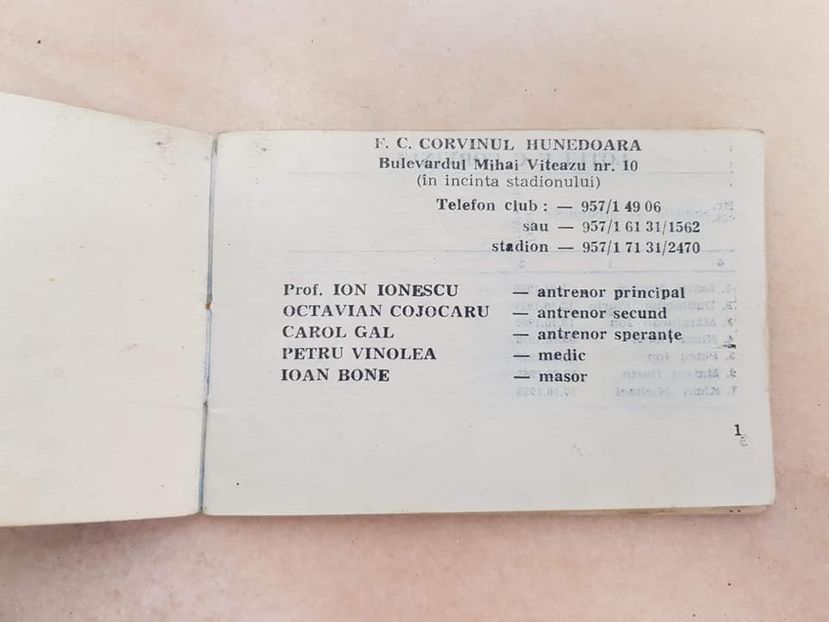 F. C. CORVINUL HUNEDOARA
Bulevardul Mihai Viteazu nr. 10
(în incinta stadionului)
Telefon club : — 957/1 49 06
sau — 957/1 61 31/1562
stadion — 957/1 71 31/2470
Prof. ION IONESCU — antrenor principal
OCTAVIAN COJOCARU — antrenor secund
CAROL GAL — antrenor speranțe
PETRU VINOLEA — medic
IOAN BONE — masor
1